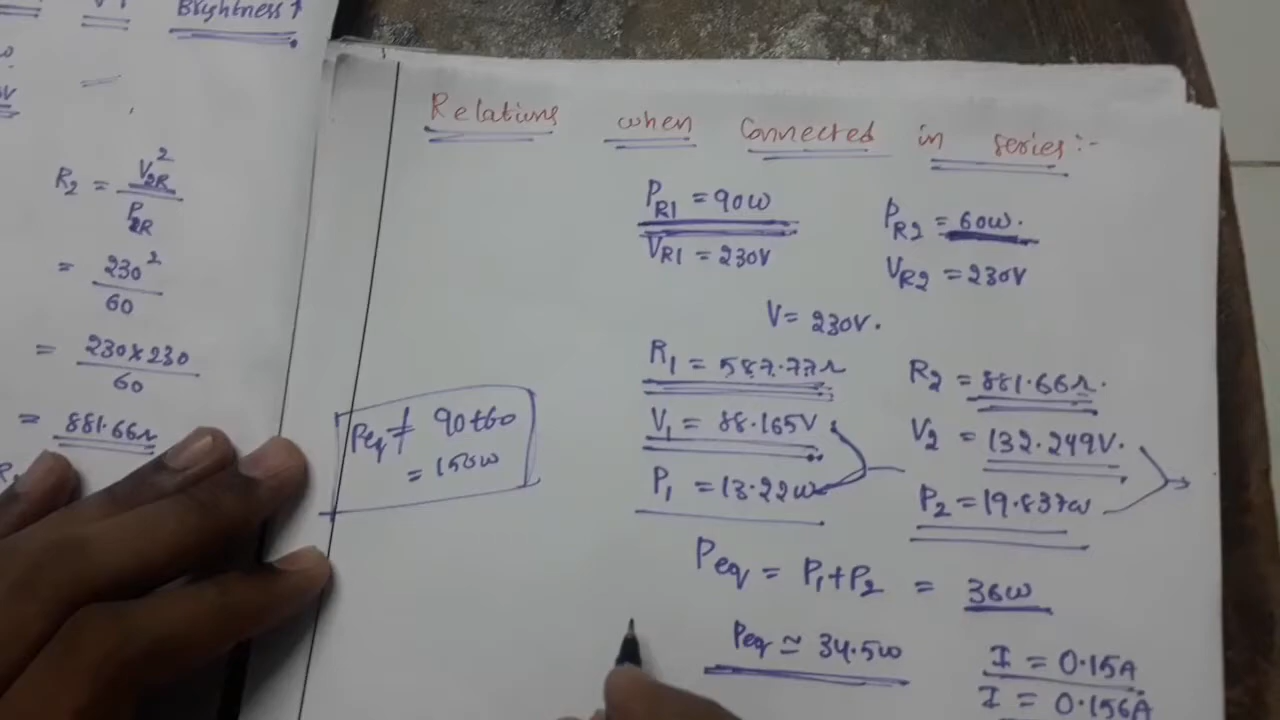 Brightness↑
R2 = V2R²/P2R
= 230²/60
= 230×230/60
= 881.66Ω
Relations when Connected in series:-
PR1 = 90W
VR1 = 230V
PR2 = 60W.
VR2 = 230V
V = 230V.
R1 = 587.77Ω
V1 = 88.165V
P1 = 13.22W
R2 = 881.66Ω.
V2 = 132.249V.
P2 = 19.837W
Peq ≠ 90+60
= 150W
Peq = P1+P2 = 36W
Peq ≃ 34.5W
I = 0.15A
I = 0.156A